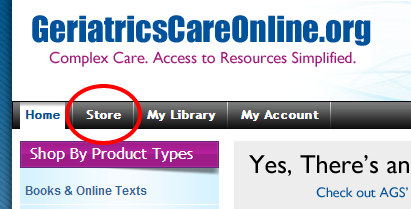 GeriatricsCareOnline.org
Complex Care. Access to Resources Simplified.
Home Store My Library My Account
Shop By Product Types
Yes, There's an
Books & Online Texts
Check out AGS'